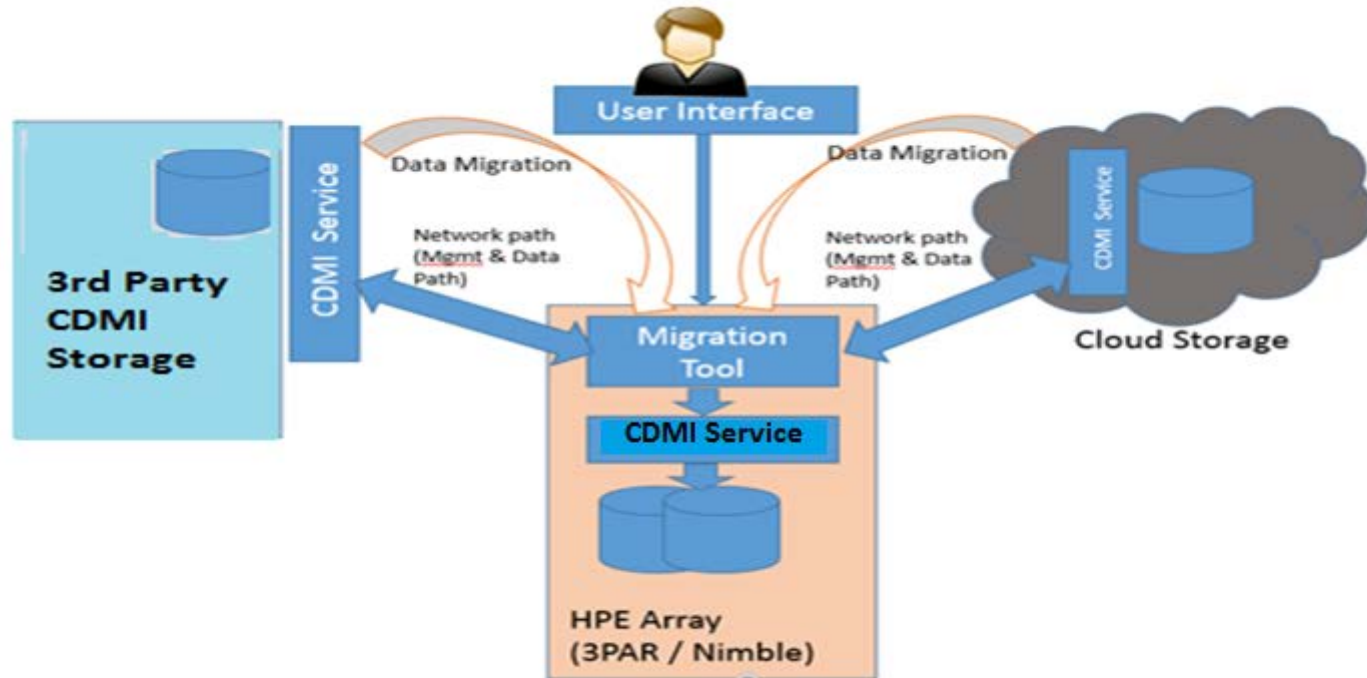 User Interface
Data Migration
Data Migration
CDMI Service
CDMI Service
Network path
(Mgmt & Data
Path)
Network path
(Mgmt & Data
Path)
3rd Party
CDMI
Storage
Migration
Tool
Cloud Storage
CDMI Service
HPE Array
(3PAR / Nimble)